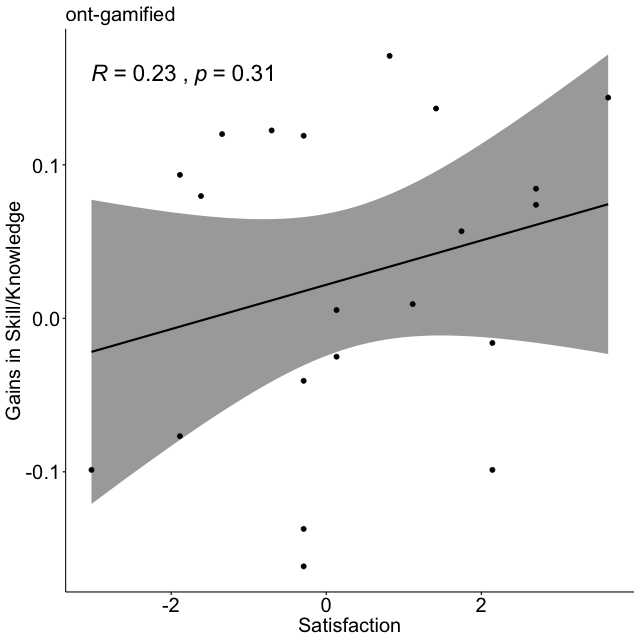 ont-gamified
R = 0.23 , p = 0.31
Gains in Skill/Knowledge
0.1
0.0
-0.1
-2
0
2
Satisfaction